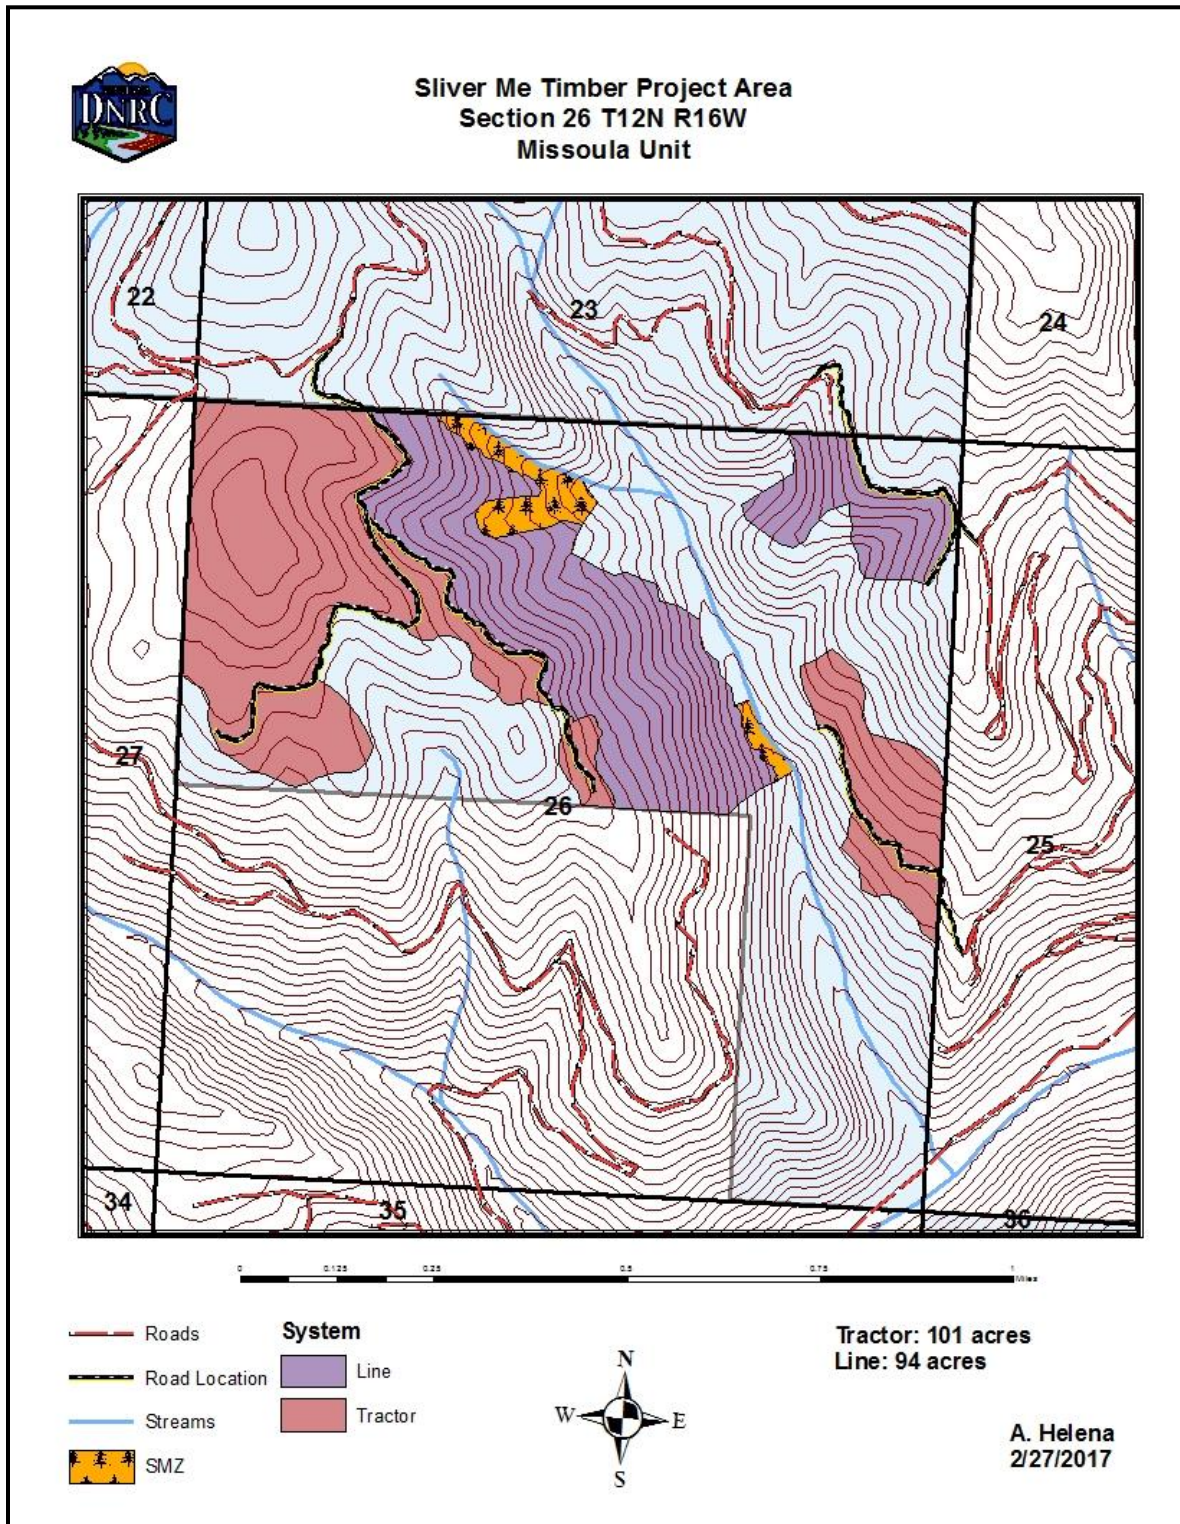 DNRC
Sliver Me Timber Project Area
Section 26 T12N R16W
Missoula Unit
22
23
24
27
26
25
34
35
36
0 0.125 0.25 0.5 0.75 1
Miles
Roads
Road Location
Streams
SMZ
System
Line
Tractor
N
W E
S
Tractor: 101 acres
Line: 94 acres
A. Helena
2/27/2017